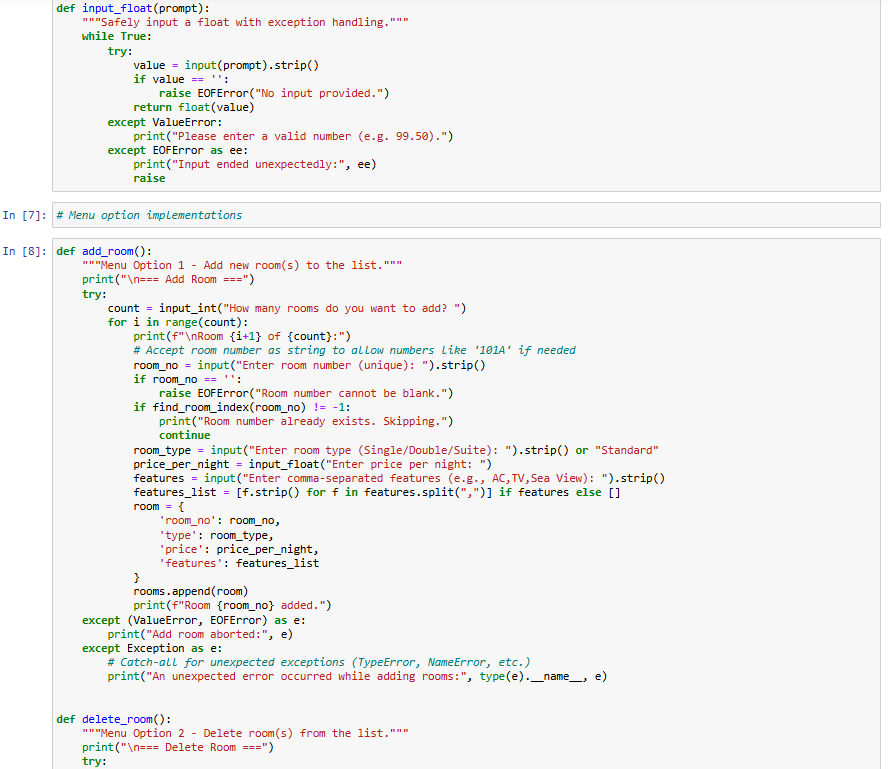 def input_float(prompt):
    """Safely input a float with exception handling."""
    while True:
        try:
            value = input(prompt).strip()
            if value == '':
                raise EOFError("No input provided.")
            return float(value)
        except ValueError:
            print("Please enter a valid number (e.g. 99.50).")
        except EOFError as ee:
            print("Input ended unexpectedly:", ee)
            raise
In [7]: # Menu option implementations
In [8]: def add_room():
    """Menu Option 1 - Add new room(s) to the list."""
    print("\n=== Add Room ===")
    try:
        count = input_int("How many rooms do you want to add? ")
        for i in range(count):
            print(f"\nRoom {i+1} of {count}:")
            # Accept room number as string to allow numbers like '101A' if needed
            room_no = input("Enter room number (unique): ").strip()
            if room_no == '':
                raise EOFError("Room number cannot be blank.")
            if find_room_index(room_no) != -1:
                print("Room number already exists. Skipping.")
                continue
            room_type = input("Enter room type (Single/Double/Suite): ").strip() or "Standard"
            price_per_night = input_float("Enter price per night: ")
            features = input("Enter comma-separated features (e.g., AC,TV,Sea View): ").strip()
            features_list = [f.strip() for f in features.split(",")] if features else []
            room = {
                'room_no': room_no,
                'type': room_type,
                'price': price_per_night,
                'features': features_list
            }
            rooms.append(room)
            print(f"Room {room_no} added.")
    except (ValueError, EOFError) as e:
        print("Add room aborted:", e)
    except Exception as e:
        # Catch-all for unexpected exceptions (TypeError, NameError, etc.)
        print("An unexpected error occurred while adding rooms:", type(e).__name__, e)
def delete_room():
    """Menu Option 2 - Delete room(s) from the list."""
    print("\n=== Delete Room ===")
    try: